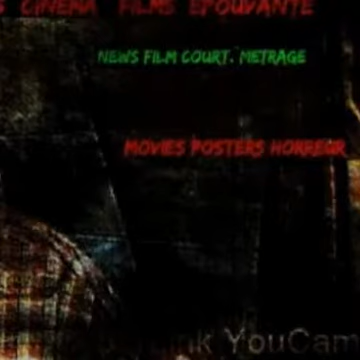 CINEMA FILMS EPOUVANTE
NEWS FILM COURT. METRAGE
MOVIES POSTERS HORREUR
YouCam